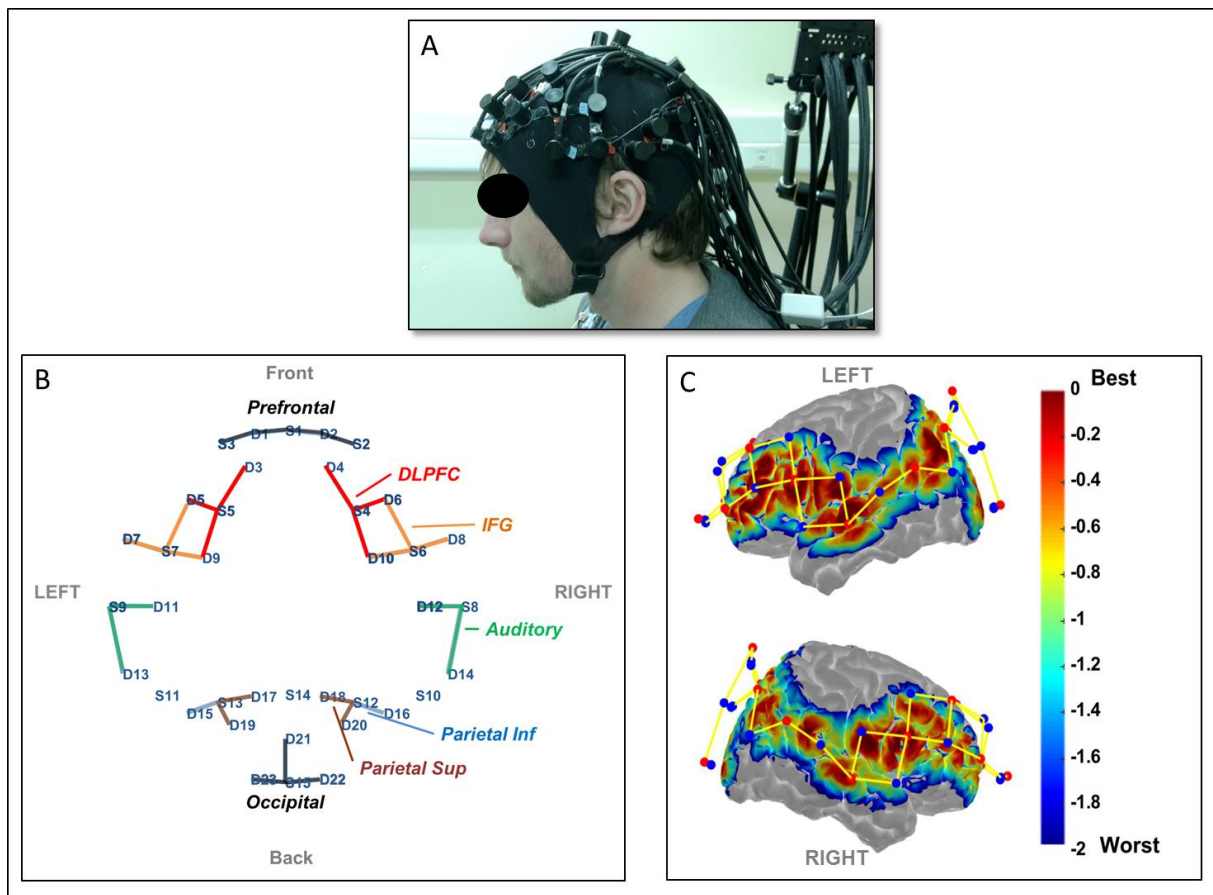 A
B
Front
Prefrontal
S3 D1 S1 D2 S2
D3 D4
DLPFC
D5 S5 S4 D6
IFG
D7 S7 D9 D10 S6 D8
LEFT RIGHT
S9 D11 D12 S8
Auditory
D13 D14
S11 D17 S14 D18 S10
D15 S13 S12 D16
D19 D20
Parietal Inf
D21
Parietal Sup
D23 S15 D22
Occipital
Back
C
LEFT
RIGHT
0 Best
-0.2
-0.4
-0.6
-0.8
-1
-1.2
-1.4
-1.6
-1.8
-2 Worst